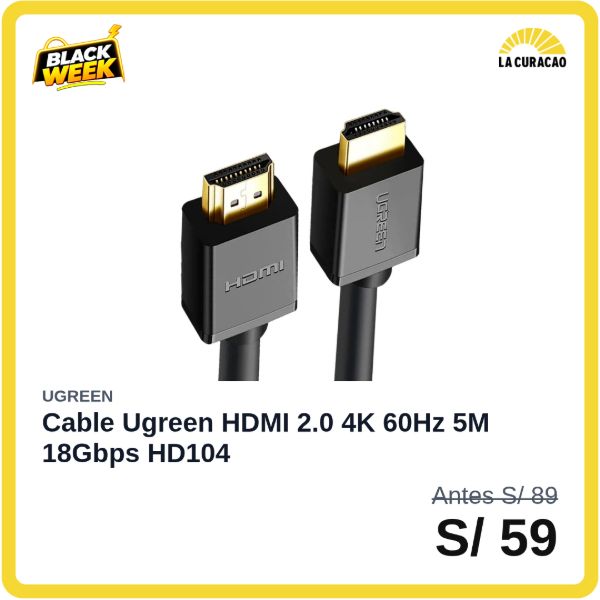 BLACK
WEEK
LA CURACAO
UGREEN
HDMI
UGREEN
Cable Ugreen HDMI 2.0 4K 60Hz 5M
18Gbps HD104
Antes S/ 89
S/ 59